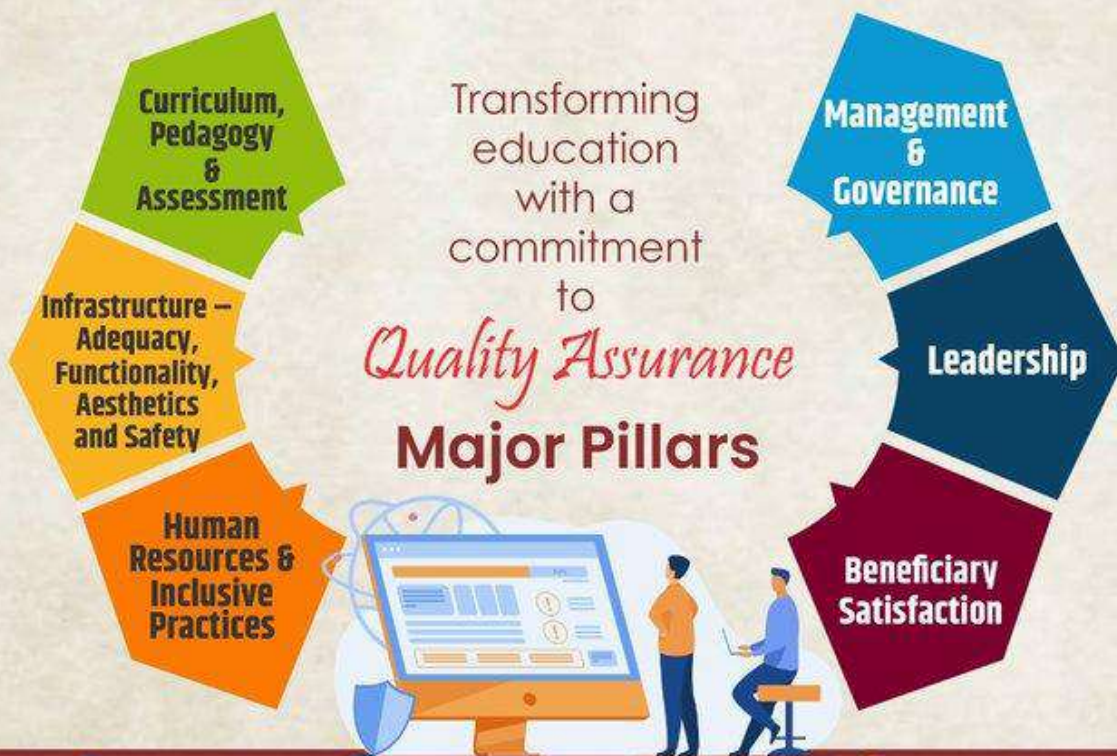 Curriculum,
Pedagogy
&
Assessment
Infrastructure –
Adequacy,
Functionality,
Aesthetics
and Safety
Human
Resources &
Inclusive
Practices
Transforming
education
with a
commitment
to
Quality Assurance
Major Pillars
Management
&
Governance
Leadership
Beneficiary
Satisfaction